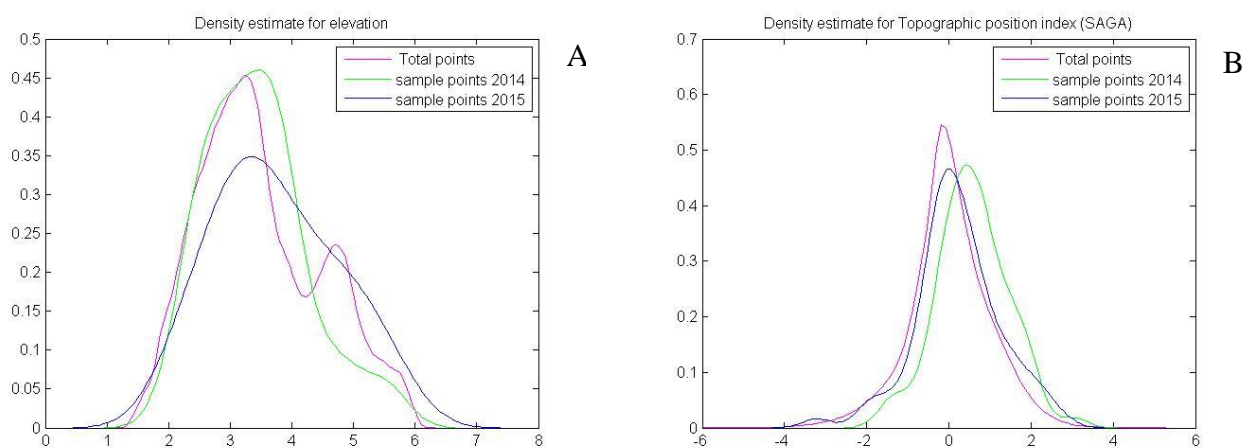 Density estimate for elevation
0.5
0.45
0.4
0.35
0.3
0.25
0.2
0.15
0.1
0.05
0
0 1 2 3 4 5 6 7 8
Total points
sample points 2014
sample points 2015
A
Density estimate for Topographic position index (SAGA)
0.7
0.6
0.5
0.4
0.3
0.2
0.1
0
-6 -4 -2 0 2 4 6
Total points
sample points 2014
sample points 2015
B